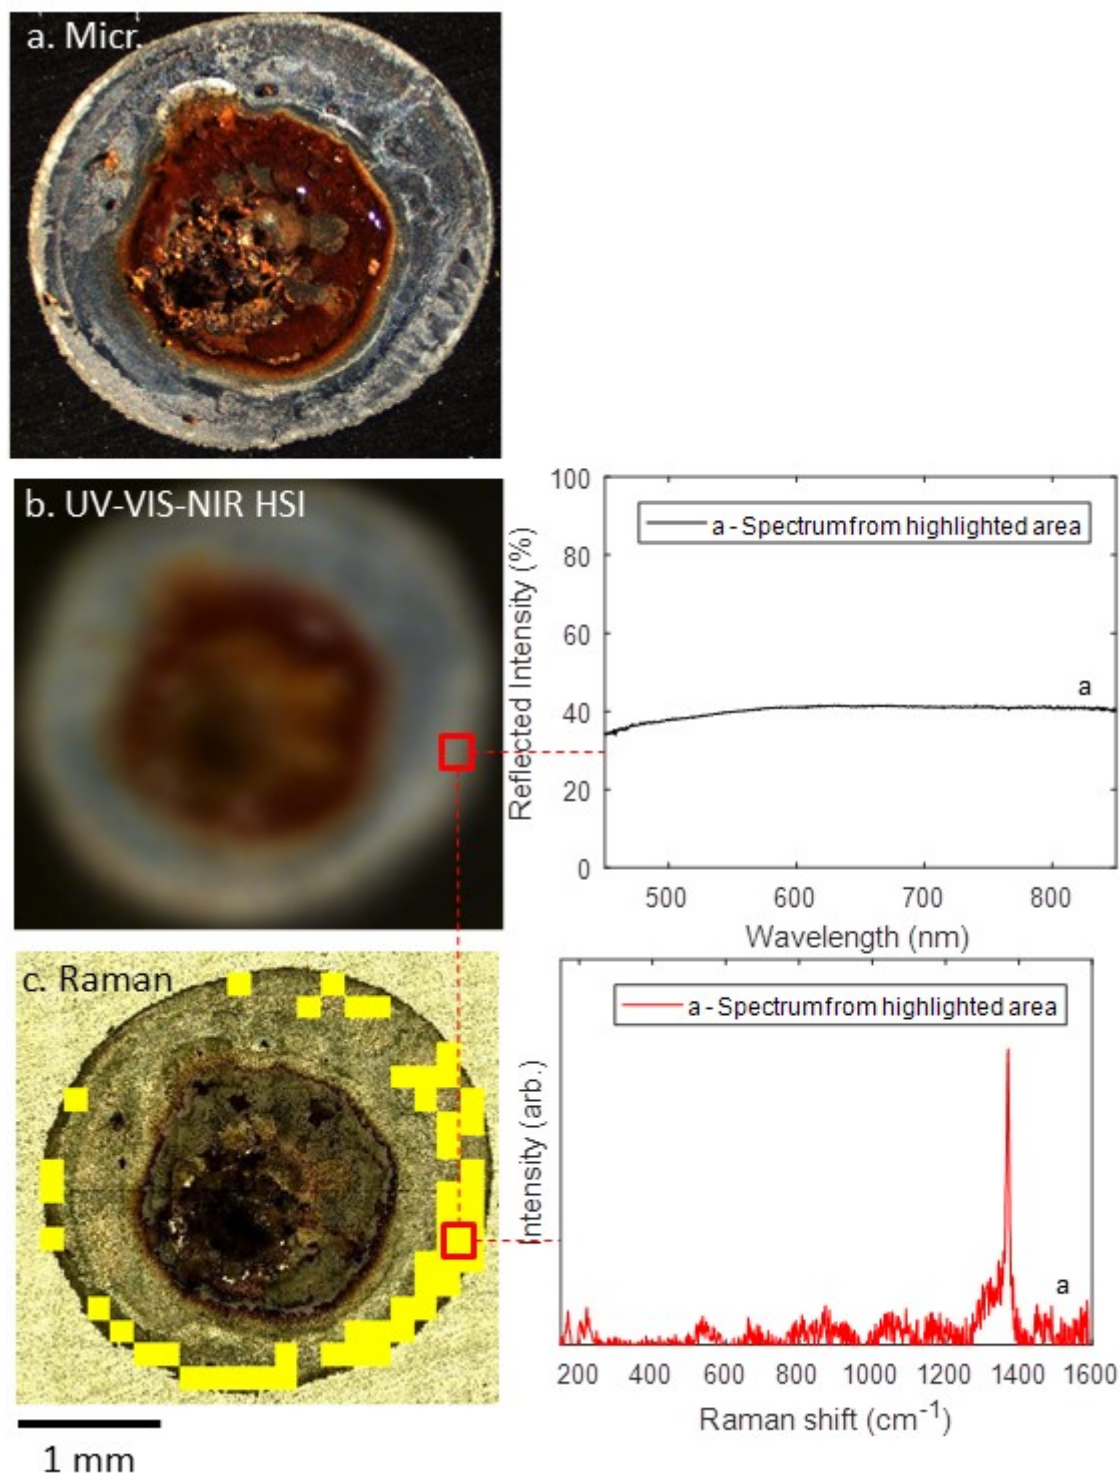 a. Micr.
b. UV-VIS-NIR HSI
100
80
60
40
20
0
Reflected Intensity (%)
a - Spectrum from highlighted area
a
500 600 700 800
Wavelength (nm)
c. Raman
Intensity (arb.)
a - Spectrum from highlighted area
a
200 400 600 800 1000 1200 1400 1600
Raman shift (cm-1)
1 mm